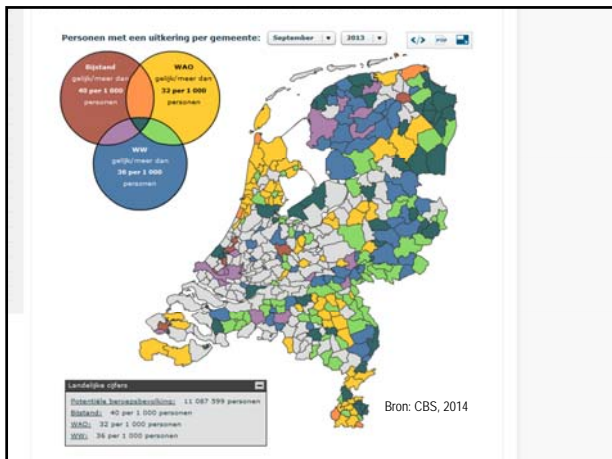 Personen met een uitkering per gemeente: September 2013
</> PDF
Bijstand
gelijk/meer dan
40 per 1 000
personen
WAO
gelijk/meer dan
32 per 1 000
personen
WW
gelijk/meer dan
36 per 1 000
personen
Landelijke cijfers
Potentiële beroepsbevolking: 11 087 599 personen
Bijstand: 40 per 1 000 personen
WAO: 32 per 1 000 personen
WW: 36 per 1 000 personen
Bron: CBS, 2014